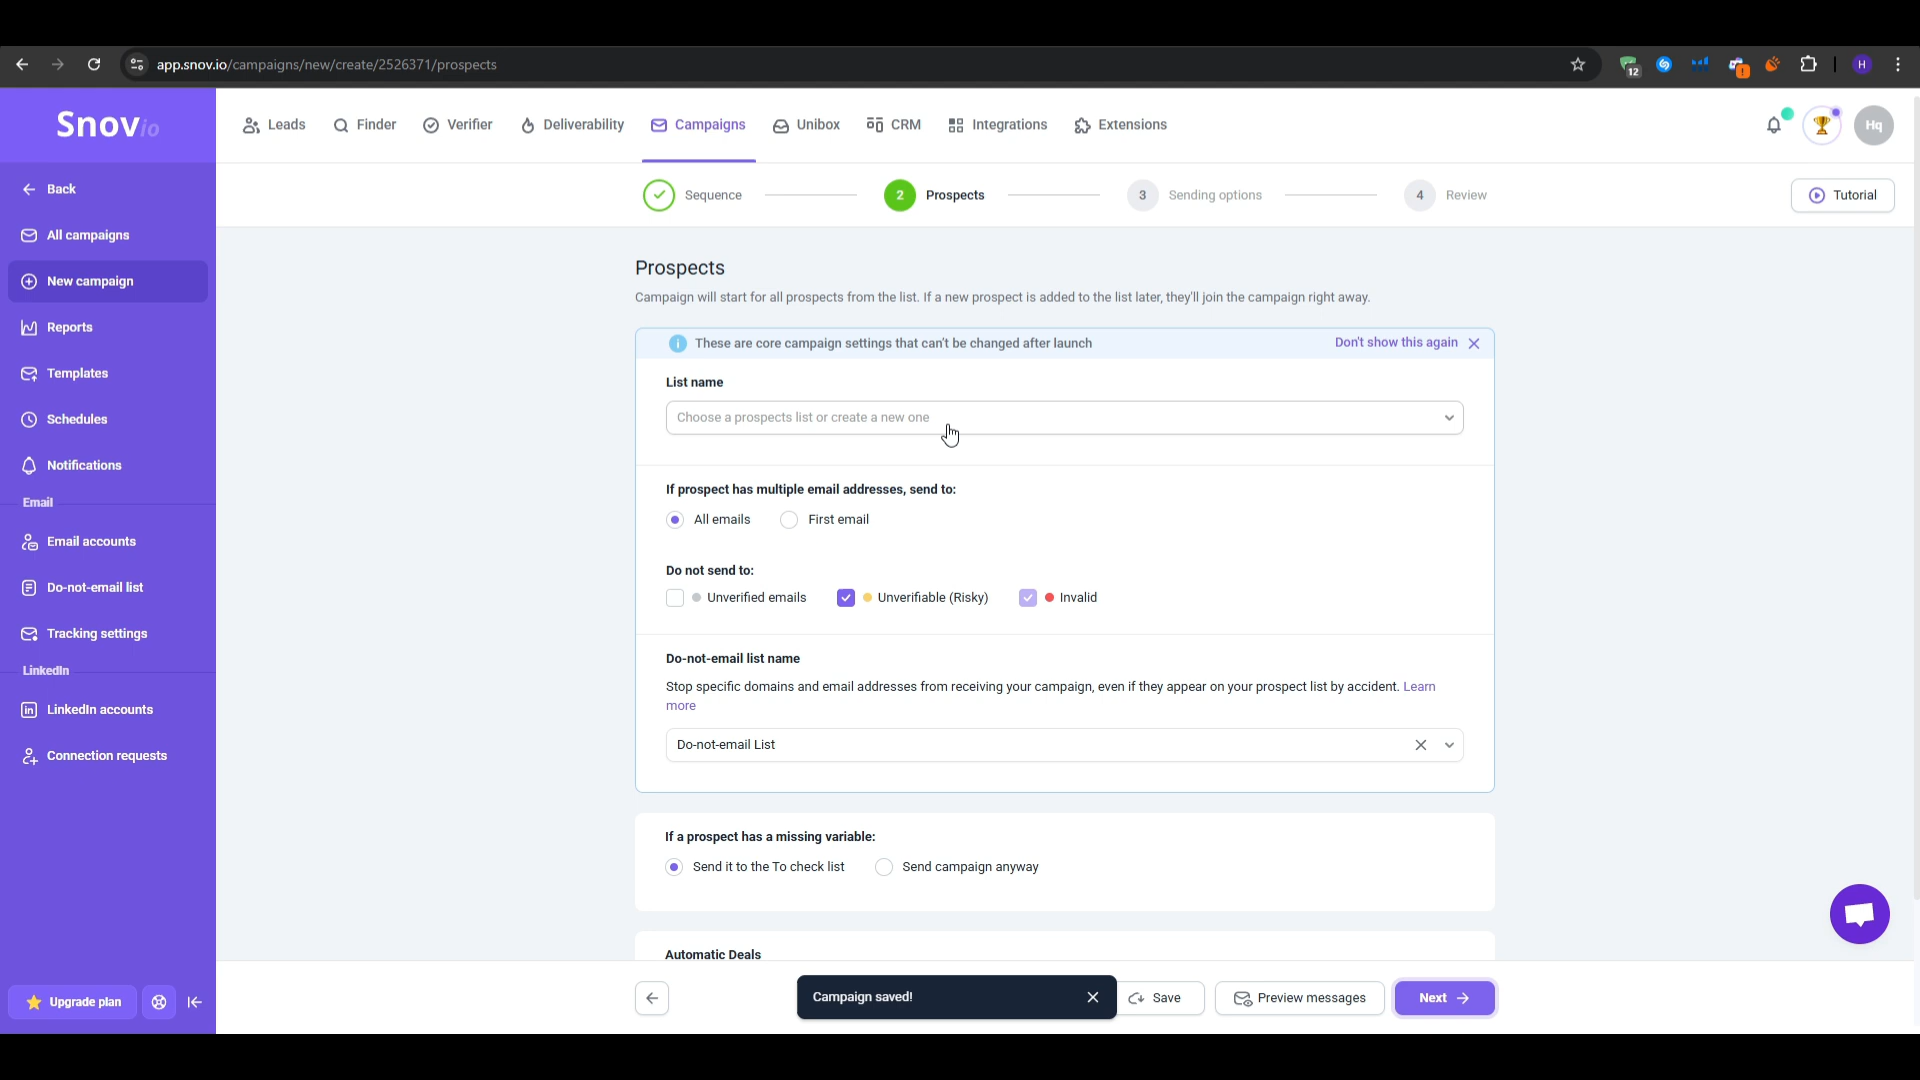 app.snov.io/campaigns/new/create/2526371/prospects
12
!
H
Snovio
Leads
Finder
Verifier
Deliverability
Campaigns
Unibox
CRM
Integrations
Extensions
Hq
Back
All campaigns
New campaign
Reports
Templates
Schedules
Notifications
Email
Email accounts
Do-not-email list
Tracking settings
LinkedIn
in LinkedIn accounts
Connection requests
Upgrade plan
Sequence
2 Prospects
3 Sending options
4 Review
Tutorial
Prospects
Campaign will start for all prospects from the list. If a new prospect is added to the list later, they'll join the campaign right away.
i These are core campaign settings that can't be changed after launch
Don't show this again
List name
Choose a prospects list or create a new one
If prospect has multiple email addresses, send to:
All emails
First email
Do not send to:
Unverified emails
Unverifiable (Risky)
Invalid
Do-not-email list name
Stop specific domains and email addresses from receiving your campaign, even if they appear on your prospect list by accident. Learn
more
Do-not-email List
If a prospect has a missing variable:
Send it to the To check list
Send campaign anyway
Automatic Deals
Campaign saved!
Save
Preview messages
Next